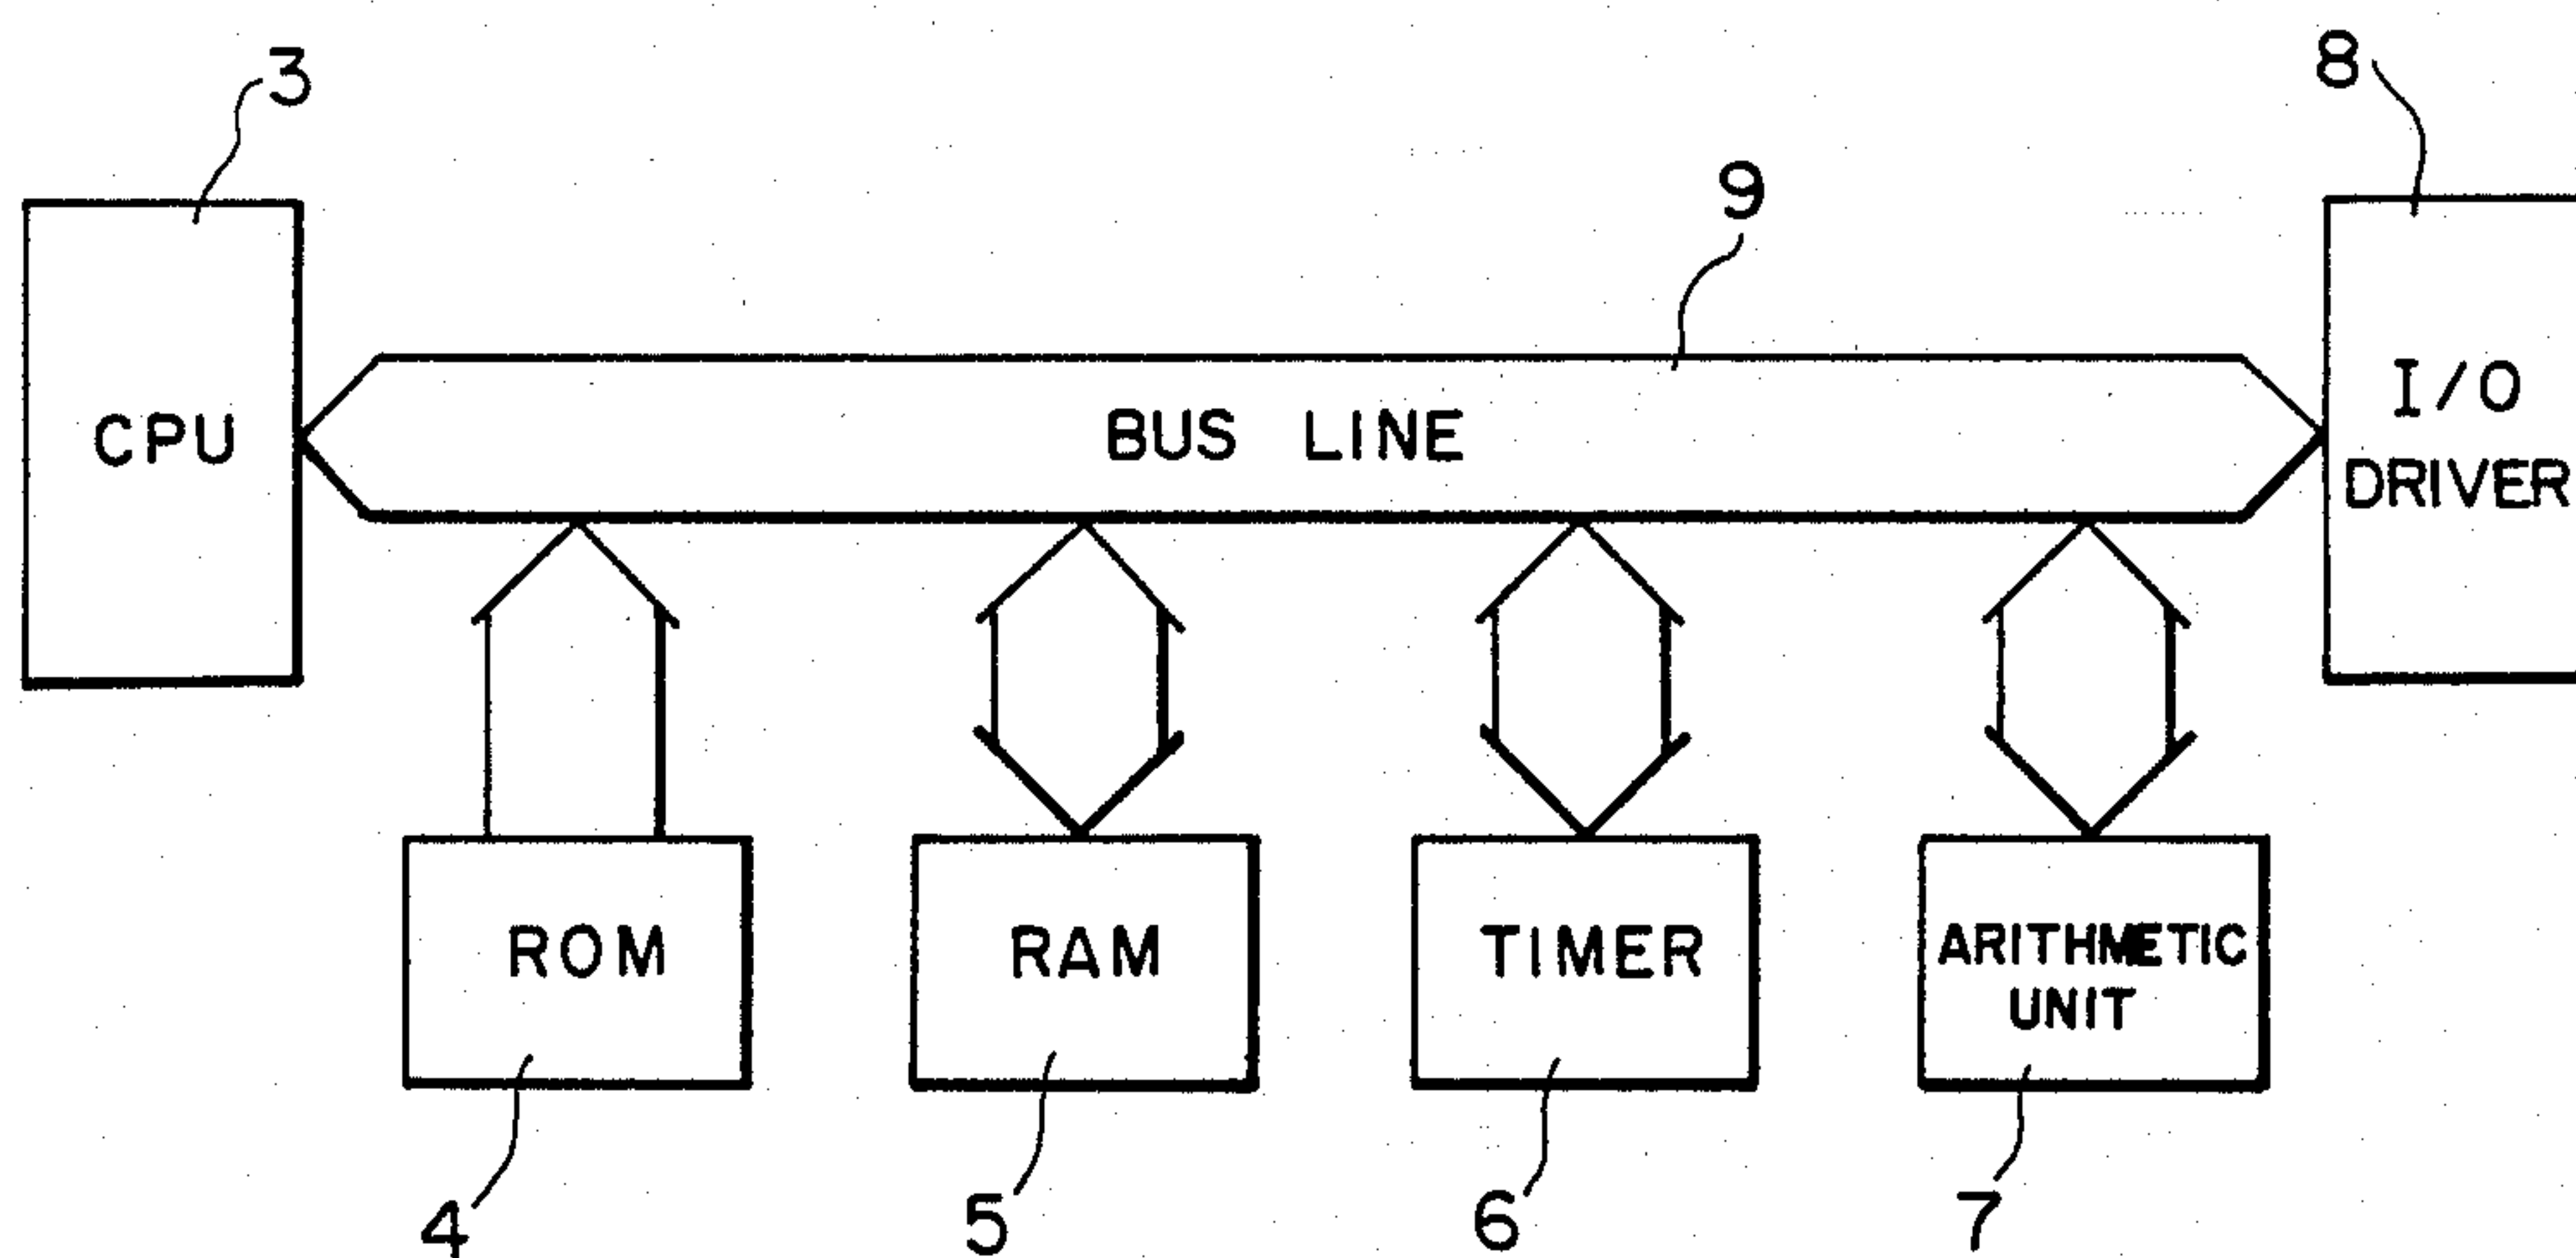 3
8
9
CPU
BUS LINE
I/O
DRIVER
ROM
RAM
TIMER
ARITHMETIC
UNIT
4
5
6
7